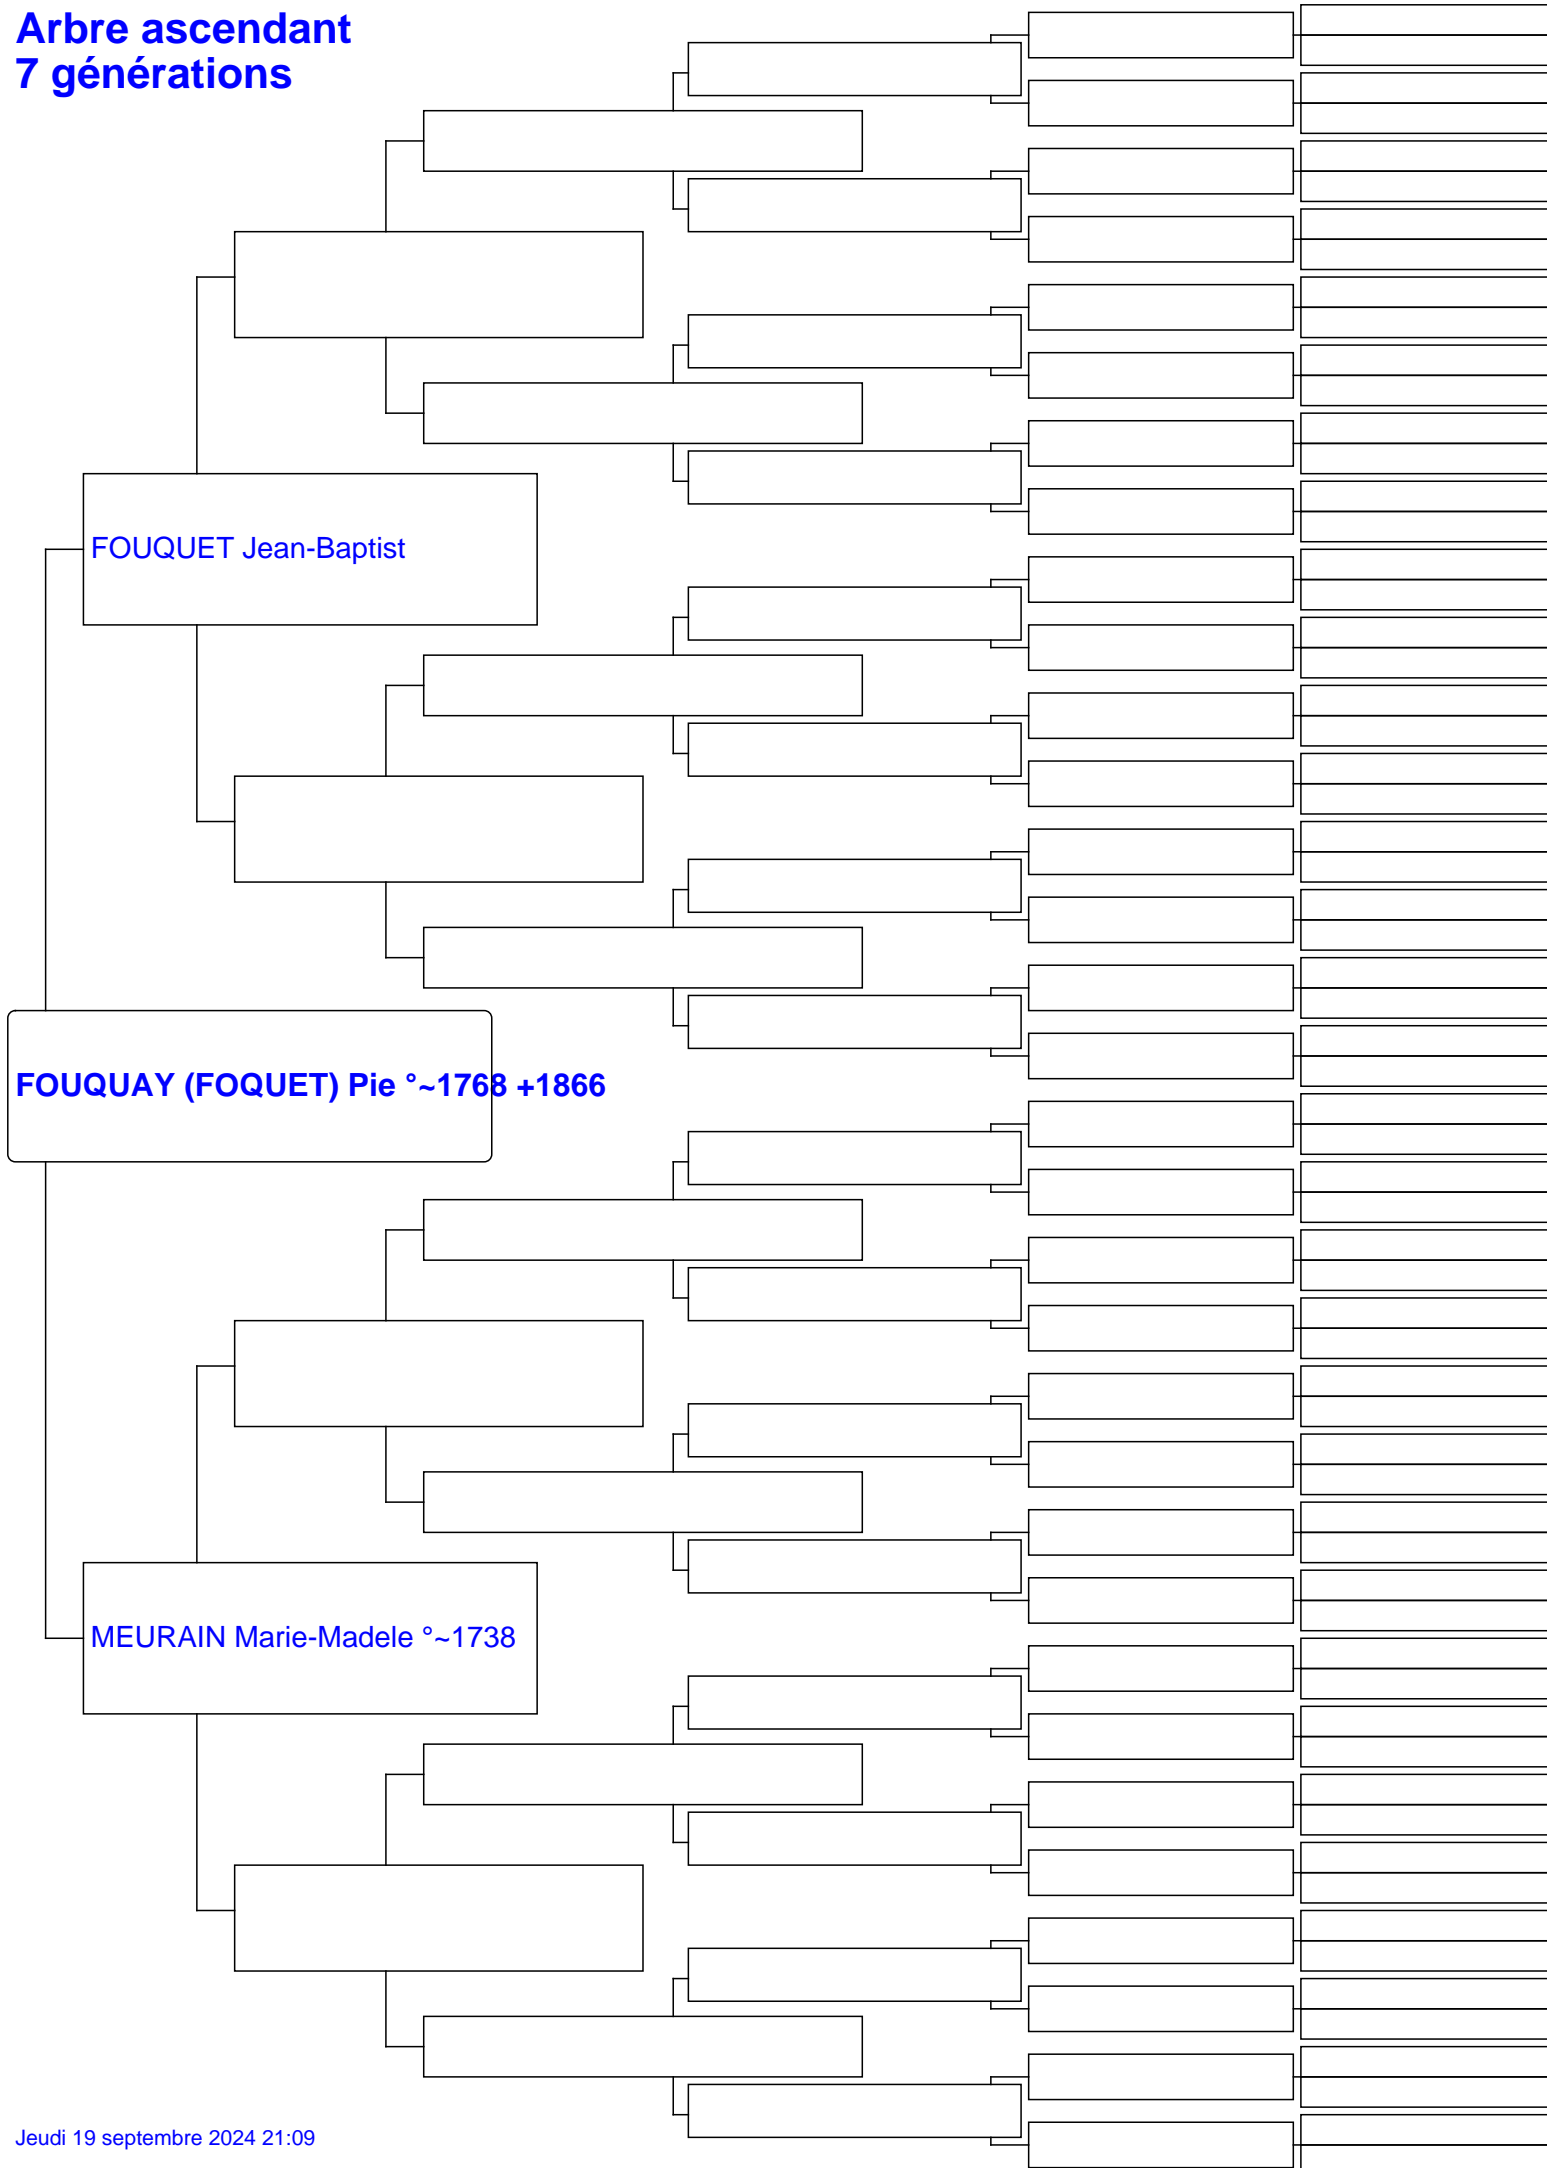 Arbre ascendant
7 générations
FOUQUET Jean-Baptist
FOUQUAY (FOQUET) Pie °~1768 +1866
MEURAIN Marie-Madele °~1738
Jeudi 19 septembre 2024 21:09